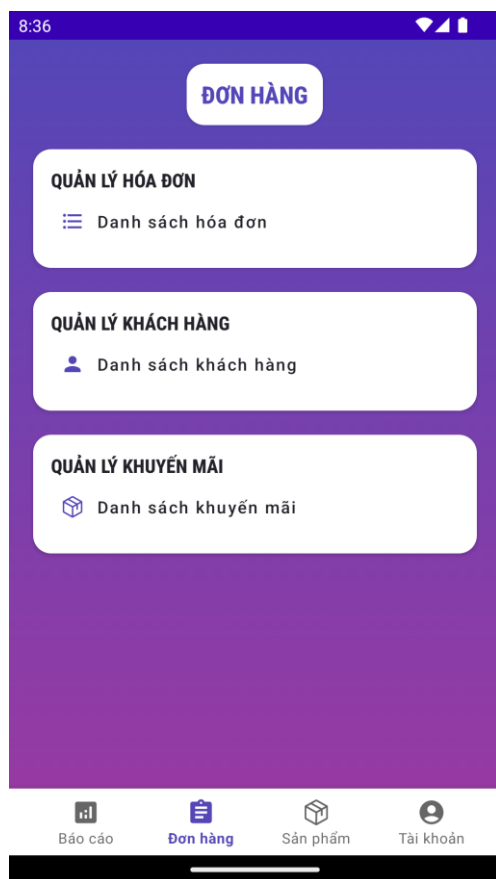 8:36
ĐƠN HÀNG
QUẢN LÝ HÓA ĐƠN
Danh sách hóa đơn
QUẢN LÝ KHÁCH HÀNG
Danh sách khách hàng
QUẢN LÝ KHUYẾN MÃI
Danh sách khuyến mãi
Báo cáo Đơn hàng Sản phẩm Tài khoản